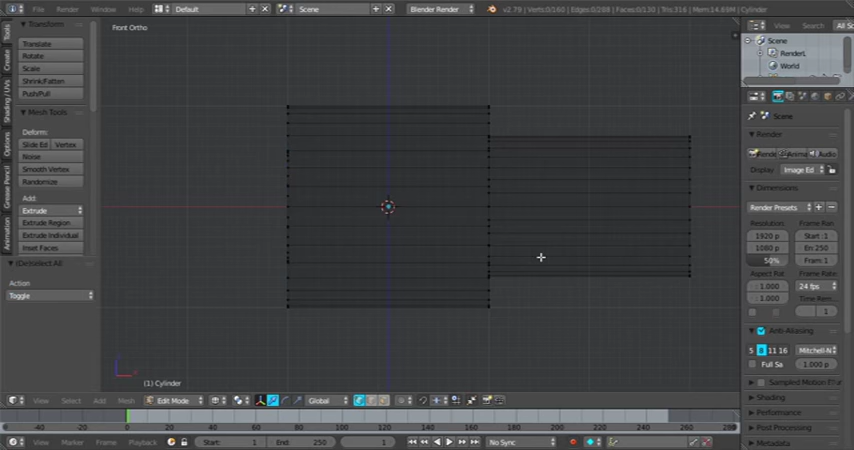 File Render Window Help Default Scene Blender Render v2.79 | Verts:0/160 | Edges:0/288 | Faces:0/130 | Tris:316 | Mem:14.69M | Cylinder
View Search All Sc
Front Ortho
Tools
Create
Shading / UVs
Options
Grease Pencil
Animation
Transform
Translate
Rotate
Scale
Shrink/Fatten
Push/Pull
Mesh Tools
Deform:
Slide Ed Vertex
Noise
Smooth Vertex
Randomize
Add:
Extrude
Extrude Region
Extrude Individual
Inset Faces
(De)select All
Action
Toggle
(1) Cylinder
Scene
RenderL
World
Scene
Render
Render Anima Audio
Display Image Ed
Dimensions
Render Presets
Resolution Frame Ran
1920 p Start :1
1080 p En: 250
50% Fram:1
Aspect Rat Frame Rate:
: 1.000 24 fps
: 1.000 Time Rem
1
Anti-Aliasing
5 8 11 16 Mitchell-N
Full Sa 1.000 p
Sampled Motion
Shading
Performance
Post Processing
Metadata
View Select Add Mesh Edit Mode Global
-40 -20 0 20 40 60 80 100 120 140 160 180 200 220 240 260 280
View Marker Frame Playback Start: 1 End: 250 1 No Sync